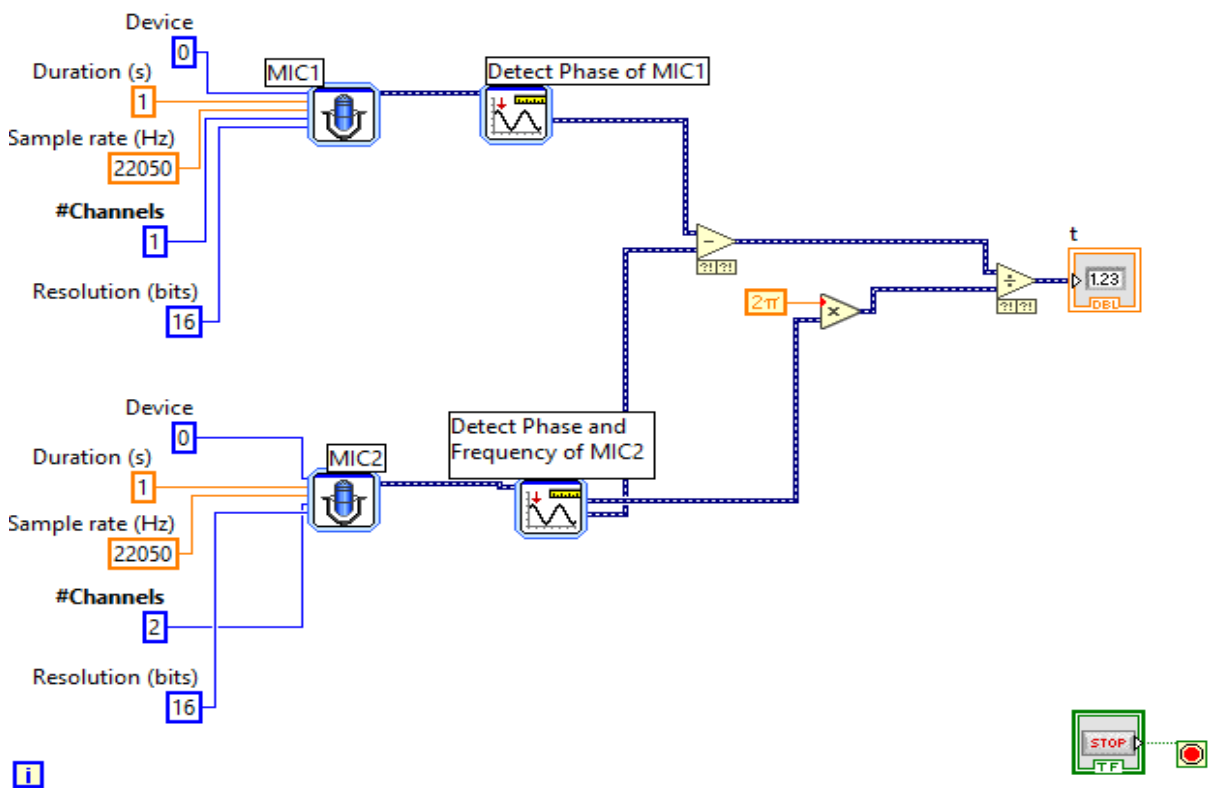 Device
0
Duration (s)
1
Sample rate (Hz)
22050
#Channels
1
Resolution (bits)
16
MIC1
Detect Phase of MIC1
-
?! ?!
2π
×
÷
?! ?!
t
1.23
DBL
Device
0
Duration (s)
1
Sample rate (Hz)
22050
#Channels
2
Resolution (bits)
16
MIC2
Detect Phase and
Frequency of MIC2
i
STOP
TF